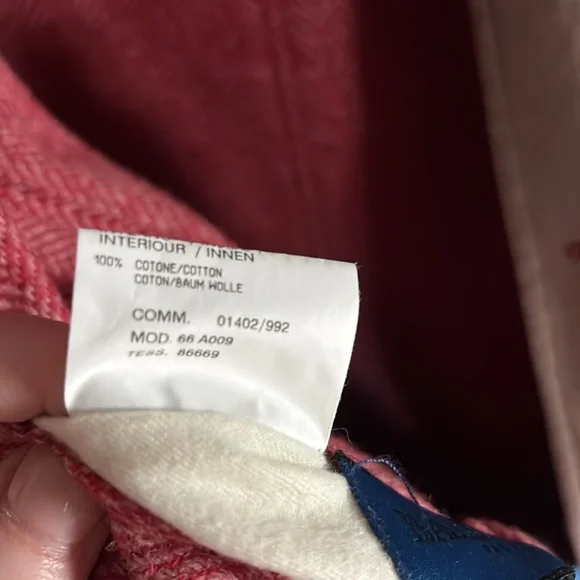 INTERIOUR / INNEN
100% COTONE/COTTON
COTON/BAUM WOLLE
COMM. 01402/992
MOD. 66 A009
TESS. 86669